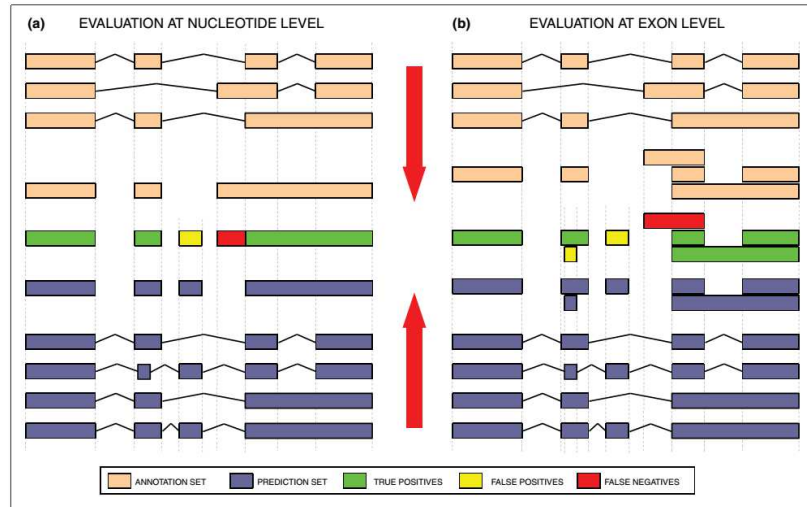 (a) EVALUATION AT NUCLEOTIDE LEVEL
(b) EVALUATION AT EXON LEVEL
ANNOTATION SET
PREDICTION SET
TRUE POSITIVES
FALSE POSITIVES
FALSE NEGATIVES